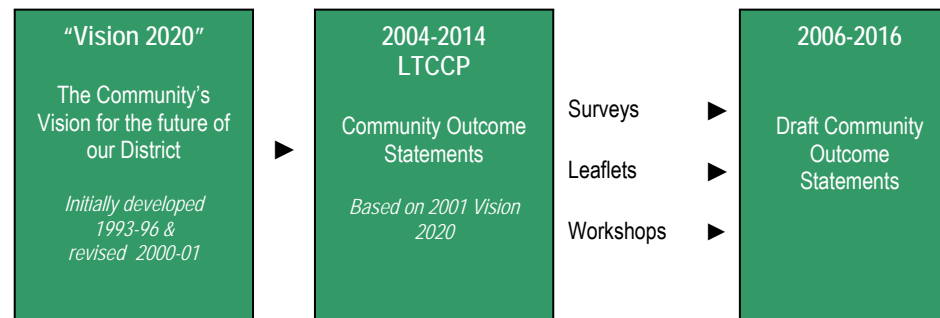 “Vision 2020”
The Community’s
Vision for the future of
our District
Initially developed
1993-96 &
revised 2000-01
►
2004-2014
LTCCP
Community Outcome
Statements
Based on 2001 Vision
2020
Surveys ►
Leaflets ►
Workshops ►
2006-2016
Draft Community
Outcome
Statements